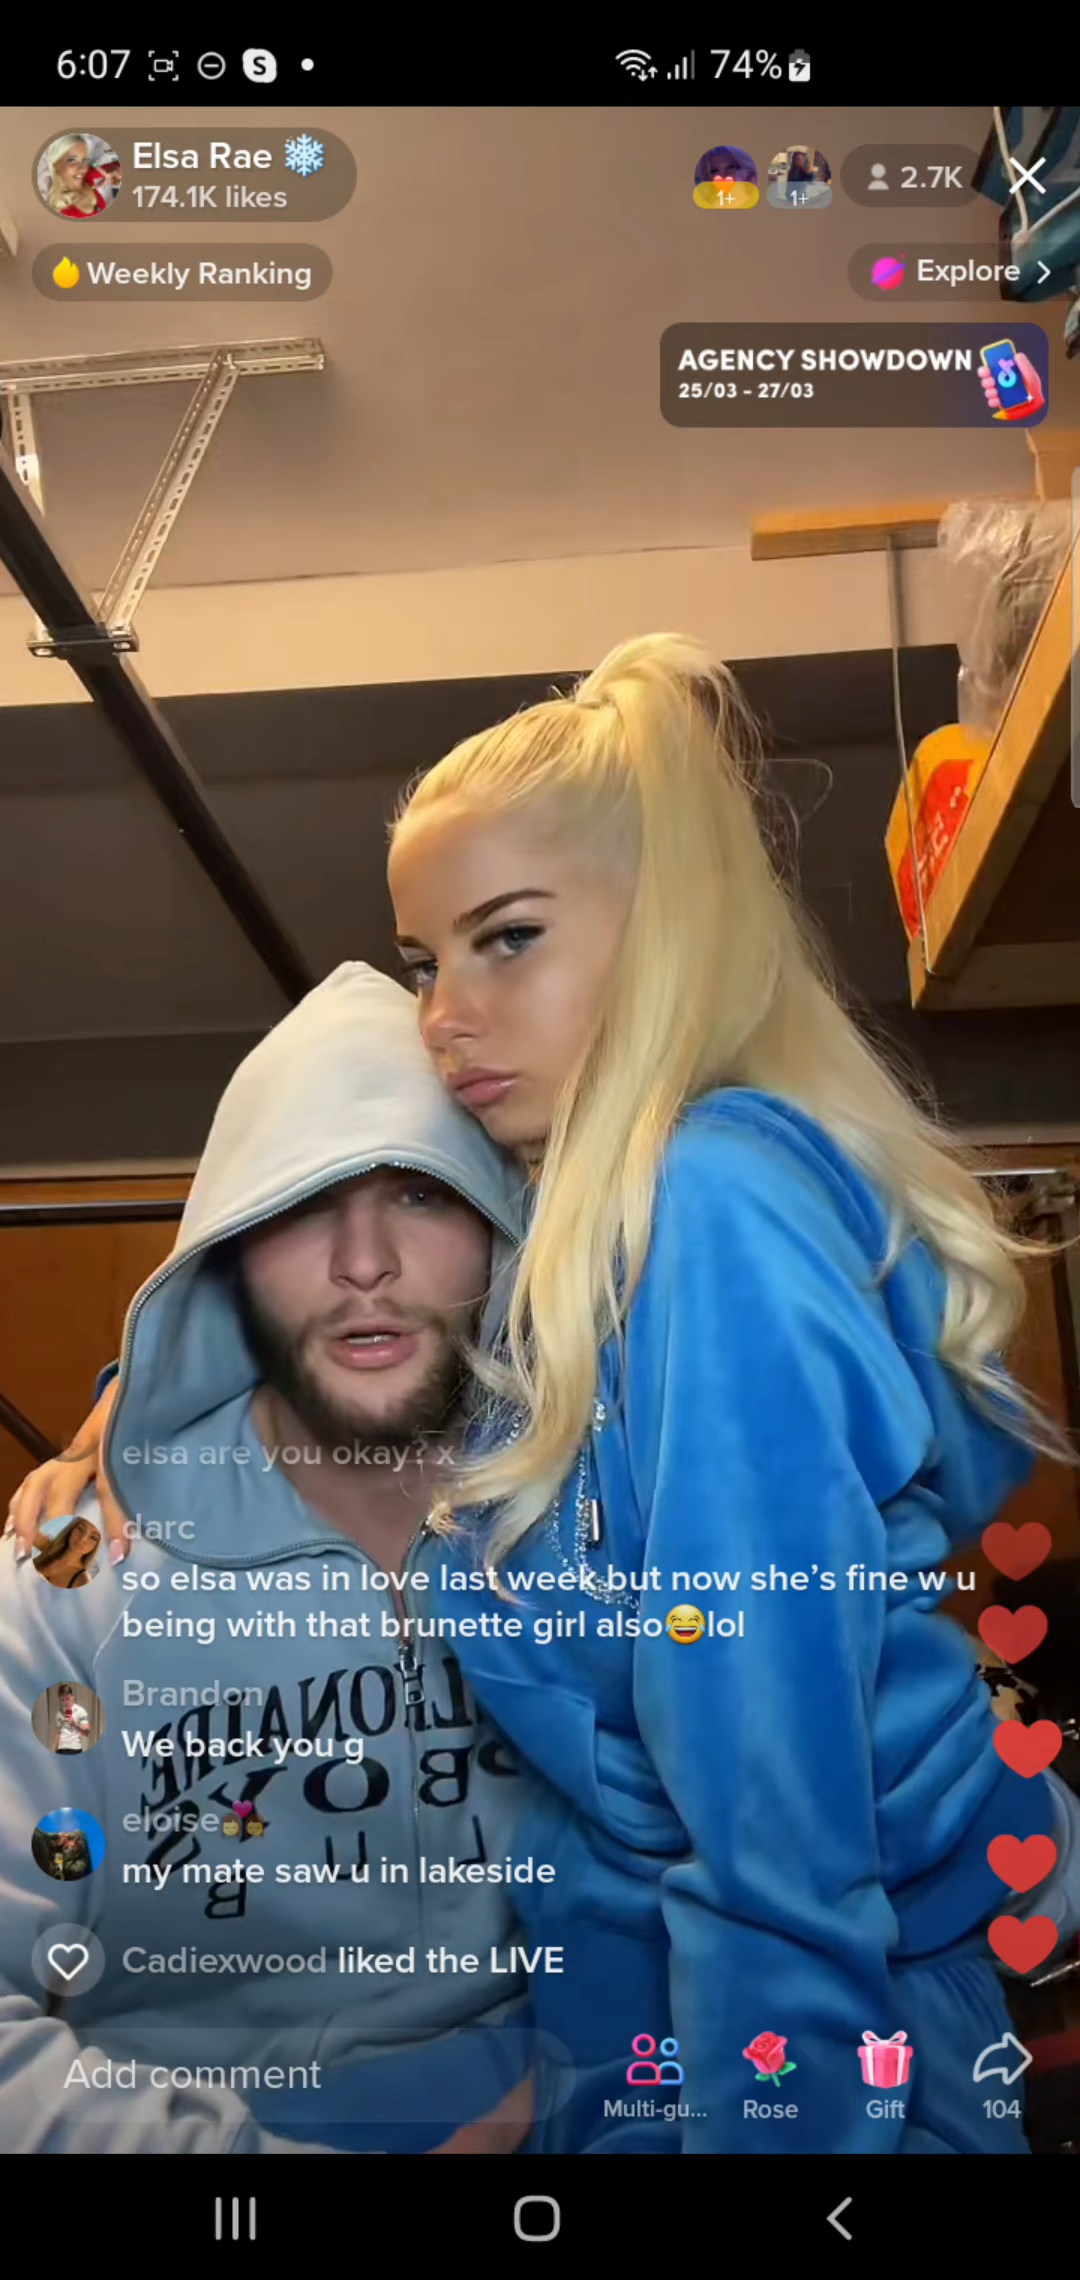 6:07
74%
Elsa Rae ❄️
174.1K likes
1+
1+
2.7K
Weekly Ranking
Explore
AGENCY SHOWDOWN
25/03 - 27/03
elsa are you okay? x
darc
so elsa was in love last week but now she’s fine w u
being with that brunette girl also😂lol
Brandon
We back you g
eloise👩‍❤️‍👩
my mate saw u in lakeside
Cadiexwood liked the LIVE
Add comment
Multi-gu...
Rose
Gift
104